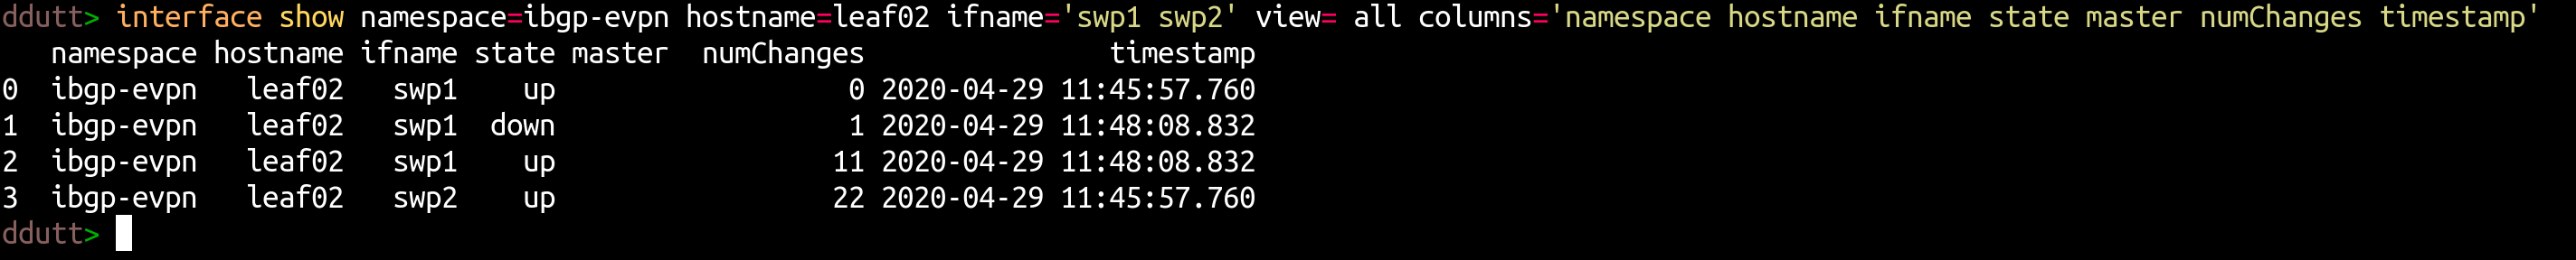 ddutt> interface show namespace=ibgp-evpn hostname=leaf02 ifname='swp1 swp2' view= all columns='namespace hostname ifname state master numChanges timestamp'
namespace hostname ifname state master numChanges timestamp
0 ibgp-evpn leaf02 swp1 up 0 2020-04-29 11:45:57.760
1 ibgp-evpn leaf02 swp1 down 1 2020-04-29 11:48:08.832
2 ibgp-evpn leaf02 swp1 up 11 2020-04-29 11:48:08.832
3 ibgp-evpn leaf02 swp2 up 22 2020-04-29 11:45:57.760
ddutt>